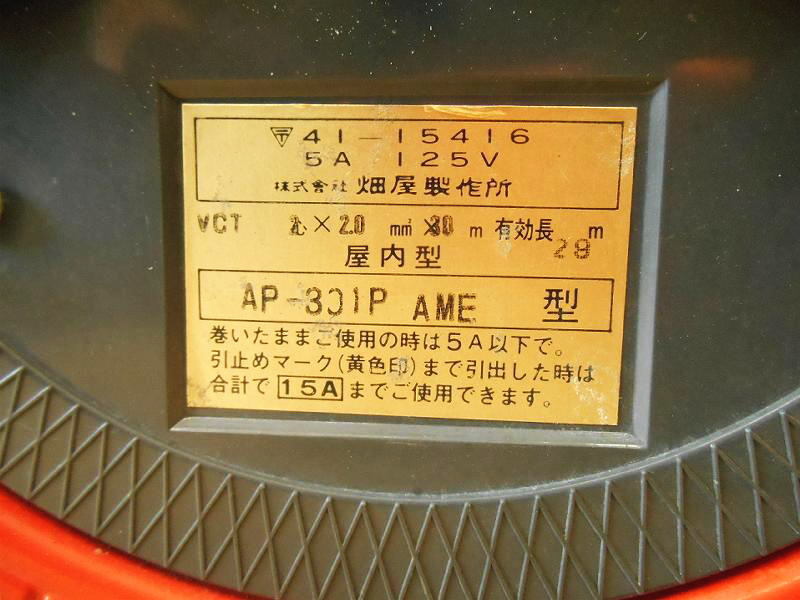 〒 41-15416
5A 125V
株式会社 畑屋製作所
VCT 2心×2.0 mm²×30 m 有効長 28 m
屋内型
AP-301P AME 型
巻いたままご使用の時は5A以下で。
引止めマーク(黄色印)まで引出した時は
合計で 15A までご使用できます。